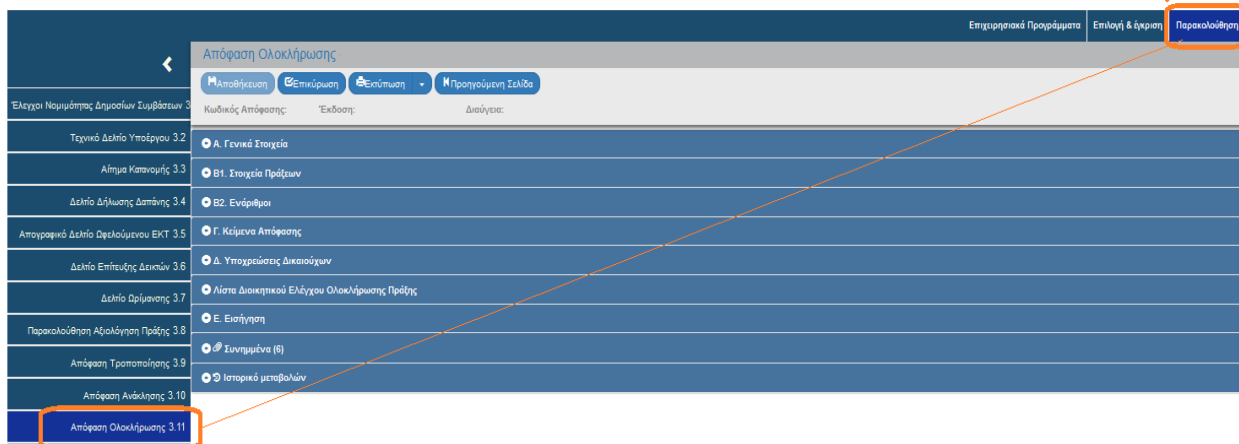 Επιχειρησιακά Προγράμματα Επιλογή & έγκριση Παρακολούθηση
Απόφαση Ολοκλήρωσης
Αποθήκευση Επικύρωση Εκτύπωση Προηγούμενη Σελίδα
Κωδικός Απόφασης: Έκδοση: Διαύγεια:
Έλεγχοι Νομιμότητας Δημοσίων Συμβάσεων 3
Τεχνικό Δελτίο Υποέργου 3.2
Αίτημα Κατανομής 3.3
Δελτίο Δήλωσης Δαπάνης 3.4
Απογραφικό Δελτίο Ωφελούμενου ΕΚΤ 3.5
Δελτίο Επίτευξης Δεικτών 3.6
Δελτίο Ωρίμανσης 3.7
Παρακολούθηση Αξιολόγηση Πράξης 3.8
Απόφαση Τροποποίησης 3.9
Απόφαση Ανάκλησης 3.10
Απόφαση Ολοκλήρωσης 3.11
Α. Γενικά Στοιχεία
Β1. Στοιχεία Πράξεων
Β2. Ενάριθμοι
Γ. Κείμενα Απόφασης
Δ. Υποχρεώσεις Δικαιούχων
Λίστα Διοικητικού Ελέγχου Ολοκλήρωσης Πράξης
Ε. Εισήγηση
Συνημμένα (6)
Ιστορικό μεταβολών